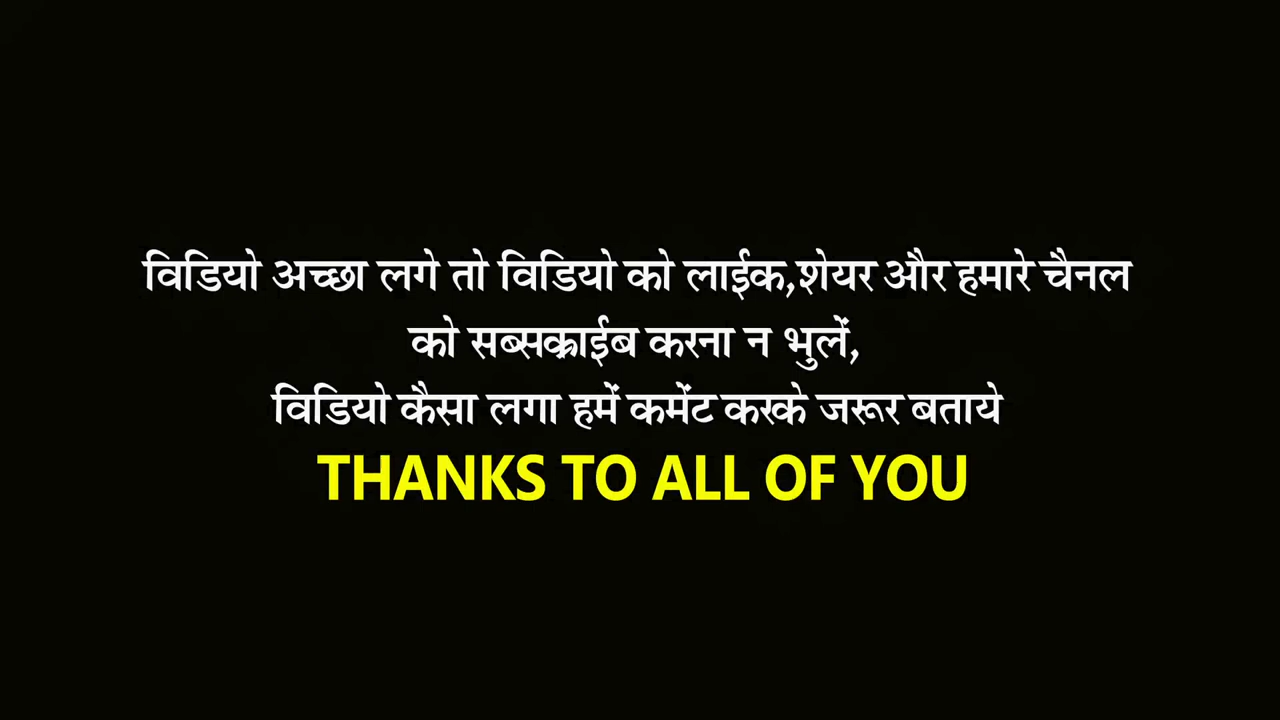 विडियो अच्छा लगे तो विडियो को लाईक,शेयर और हमारे चैनल
को सब्सक्राईब करना न भुलें,
विडियो कैसा लगा हमें कमेंट करके जरूर बताये
THANKS TO ALL OF YOU